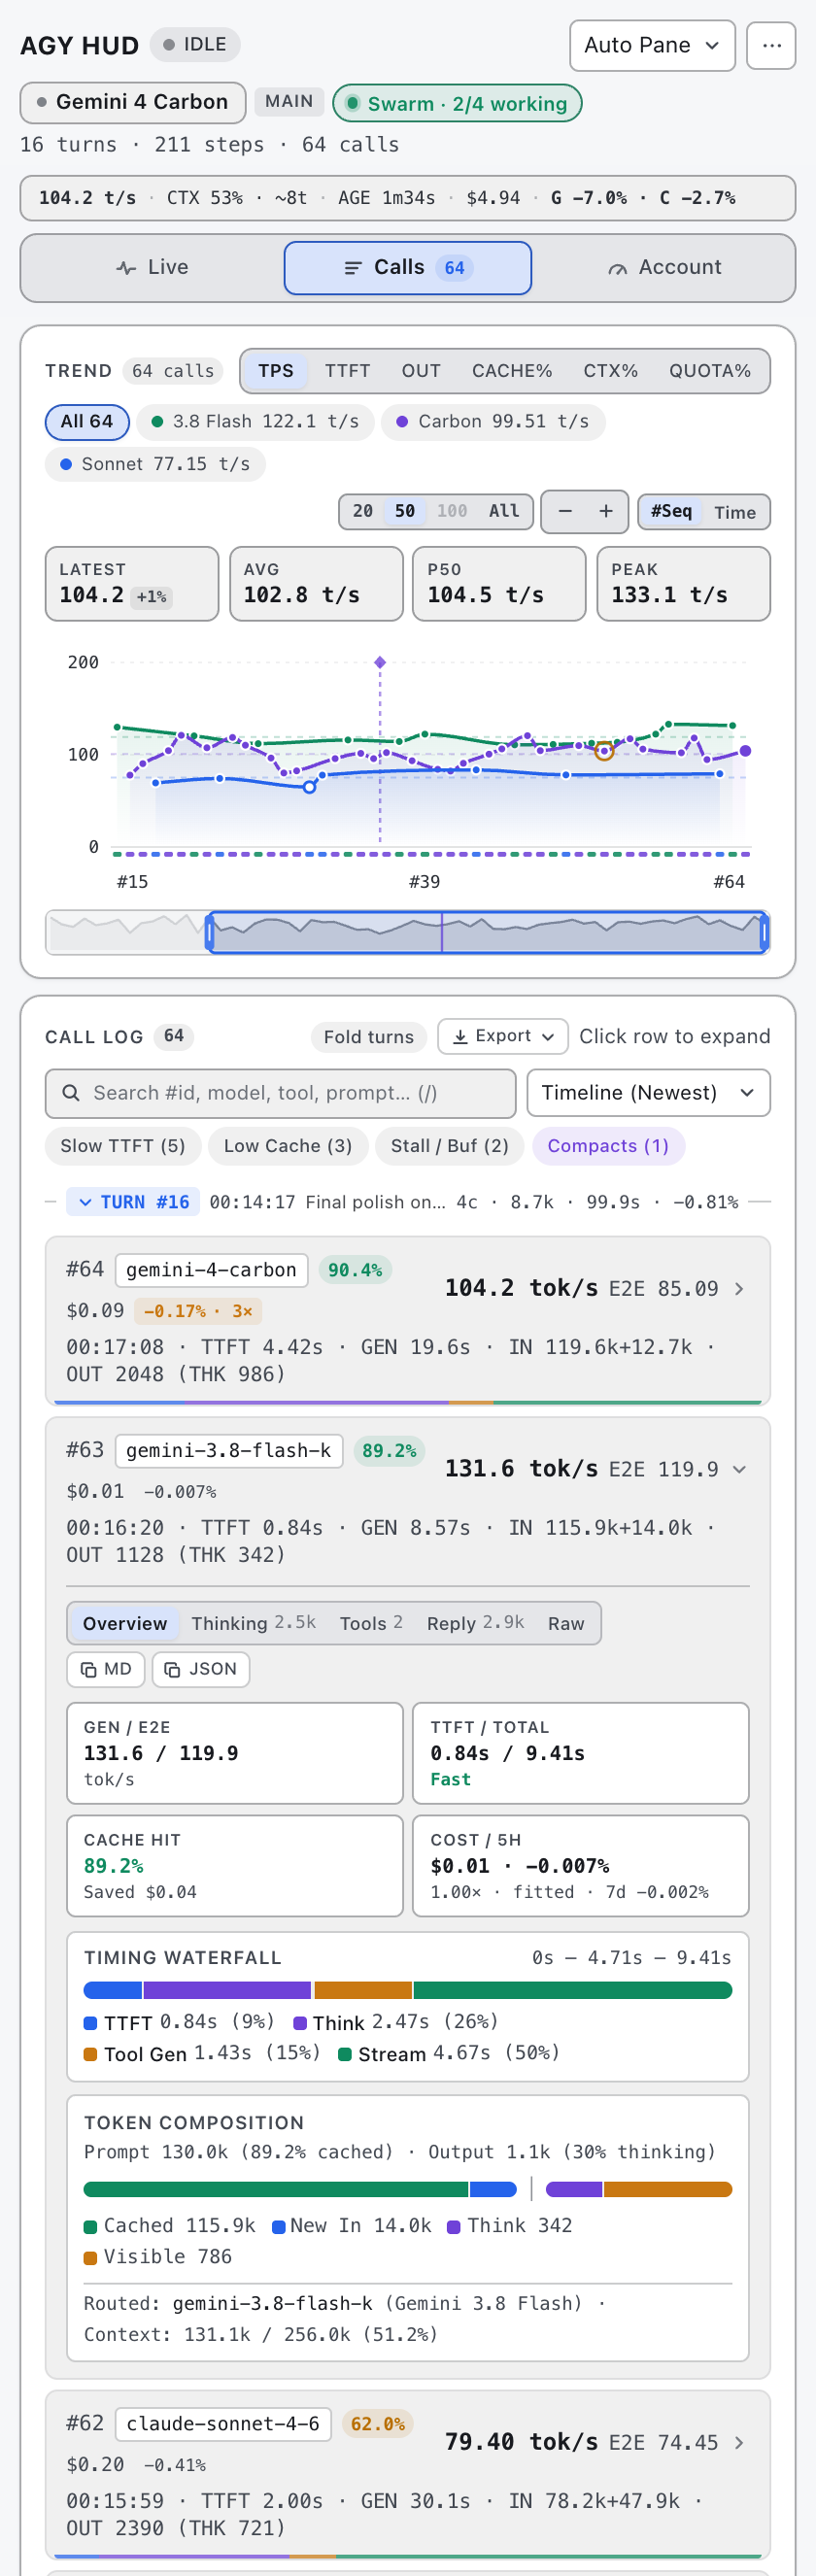 AGY HUD IDLE Auto Pane ...
Gemini 4 Carbon MAIN Swarm · 2/4 working
16 turns · 211 steps · 64 calls
104.2 t/s · CTX 53% · ~8t · AGE 1m34s · $4.94 · G −7.0% · C −2.7%
Live Calls 64 Account
TREND 64 calls TPS TTFT OUT CACHE% CTX% QUOTA%
All 64 3.8 Flash 122.1 t/s Carbon 99.51 t/s
Sonnet 77.15 t/s
20 50 100 All − + #Seq Time
LATEST AVG P50 PEAK
104.2 +1% 102.8 t/s 104.5 t/s 133.1 t/s
200
100
0
#15 #39 #64
CALL LOG 64 Fold turns Export Click row to expand
Search #id, model, tool, prompt... (/) Timeline (Newest)
Slow TTFT (5) Low Cache (3) Stall / Buf (2) Compacts (1)
TURN #16 00:14:17 Final polish on... 4c · 8.7k · 99.9s · −0.81%
#64 gemini-4-carbon 90.4% 104.2 tok/s E2E 85.09
$0.09 −0.17% · 3×
00:17:08 · TTFT 4.42s · GEN 19.6s · IN 119.6k+12.7k ·
OUT 2048 (THK 986)
#63 gemini-3.8-flash-k 89.2% 131.6 tok/s E2E 119.9
$0.01 −0.007%
00:16:20 · TTFT 0.84s · GEN 8.57s · IN 115.9k+14.0k ·
OUT 1128 (THK 342)
Overview Thinking 2.5k Tools 2 Reply 2.9k Raw
MD JSON
GEN / E2E TTFT / TOTAL
131.6 / 119.9 0.84s / 9.41s
tok/s Fast
CACHE HIT COST / 5H
89.2% $0.01 · −0.007%
Saved $0.04 1.00× · fitted · 7d −0.002%
TIMING WATERFALL 0s — 4.71s — 9.41s
TTFT 0.84s (9%) Think 2.47s (26%)
Tool Gen 1.43s (15%) Stream 4.67s (50%)
TOKEN COMPOSITION
Prompt 130.0k (89.2% cached) · Output 1.1k (30% thinking)
Cached 115.9k New In 14.0k Think 342
Visible 786
Routed: gemini-3.8-flash-k (Gemini 3.8 Flash) ·
Context: 131.1k / 256.0k (51.2%)
#62 claude-sonnet-4-6 62.0% 79.40 tok/s E2E 74.45
$0.20 −0.41%
00:15:59 · TTFT 2.00s · GEN 30.1s · IN 78.2k+47.9k ·
OUT 2390 (THK 721)